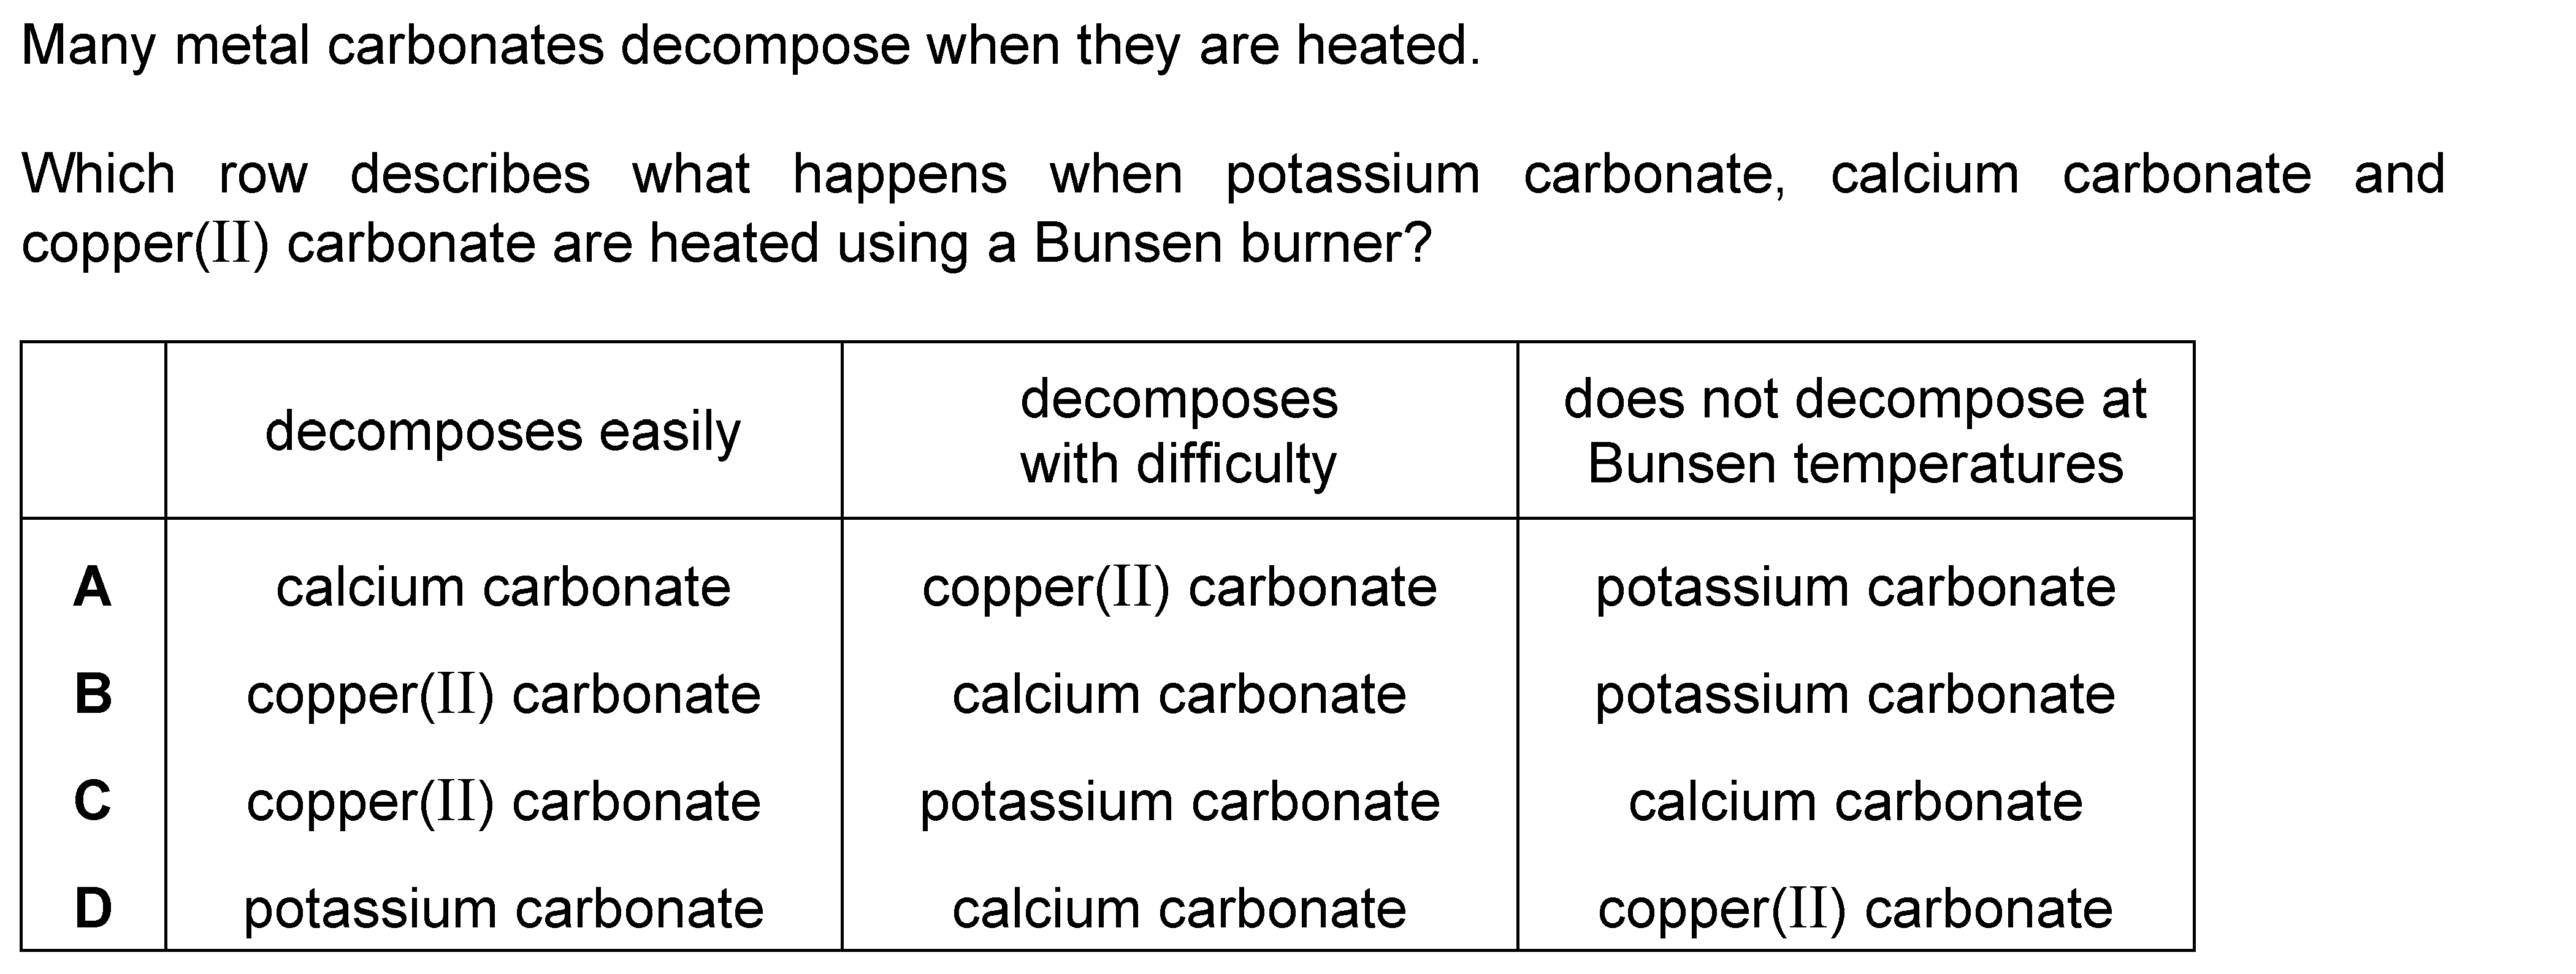 Many metal carbonates decompose when they are heated.
Which row describes what happens when potassium carbonate, calcium carbonate and
copper(II) carbonate are heated using a Bunsen burner?
decomposes easily decomposes with difficulty does not decompose at Bunsen temperatures
A calcium carbonate copper(II) carbonate potassium carbonate
B copper(II) carbonate calcium carbonate potassium carbonate
C copper(II) carbonate potassium carbonate calcium carbonate
D potassium carbonate calcium carbonate copper(II) carbonate